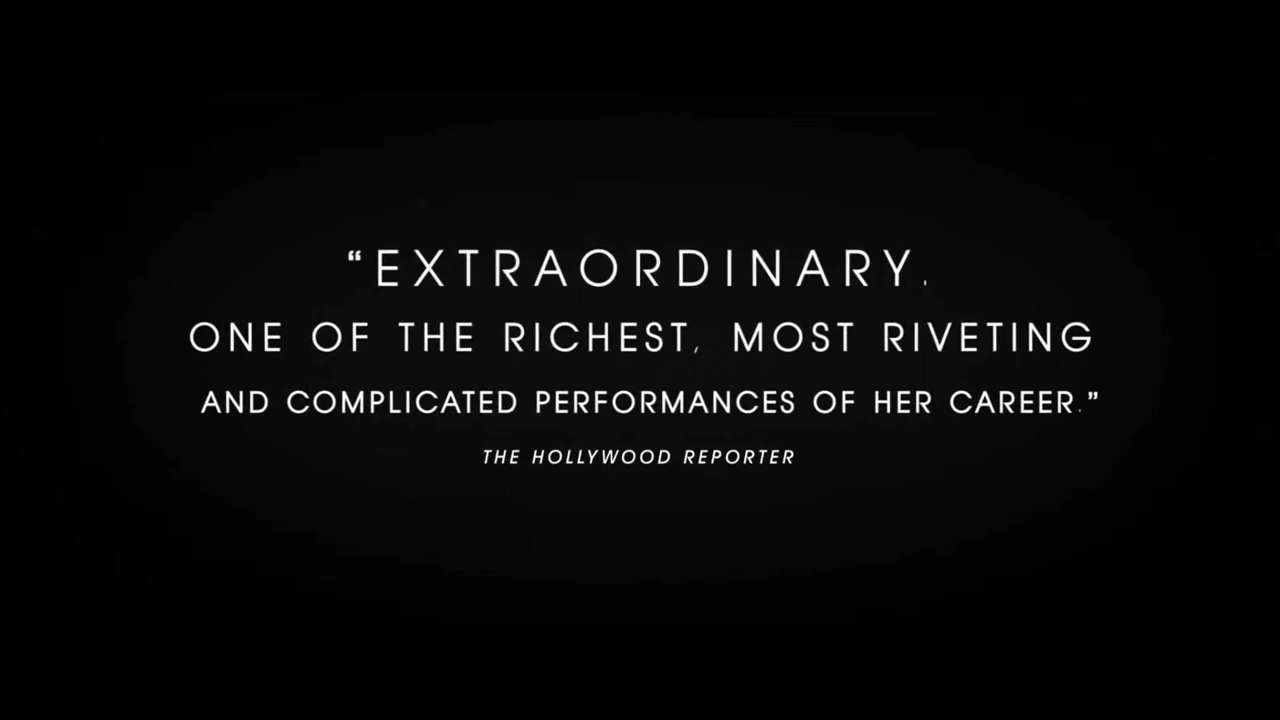 “EXTRAORDINARY.
ONE OF THE RICHEST, MOST RIVETING
AND COMPLICATED PERFORMANCES OF HER CAREER.”
THE HOLLYWOOD REPORTER